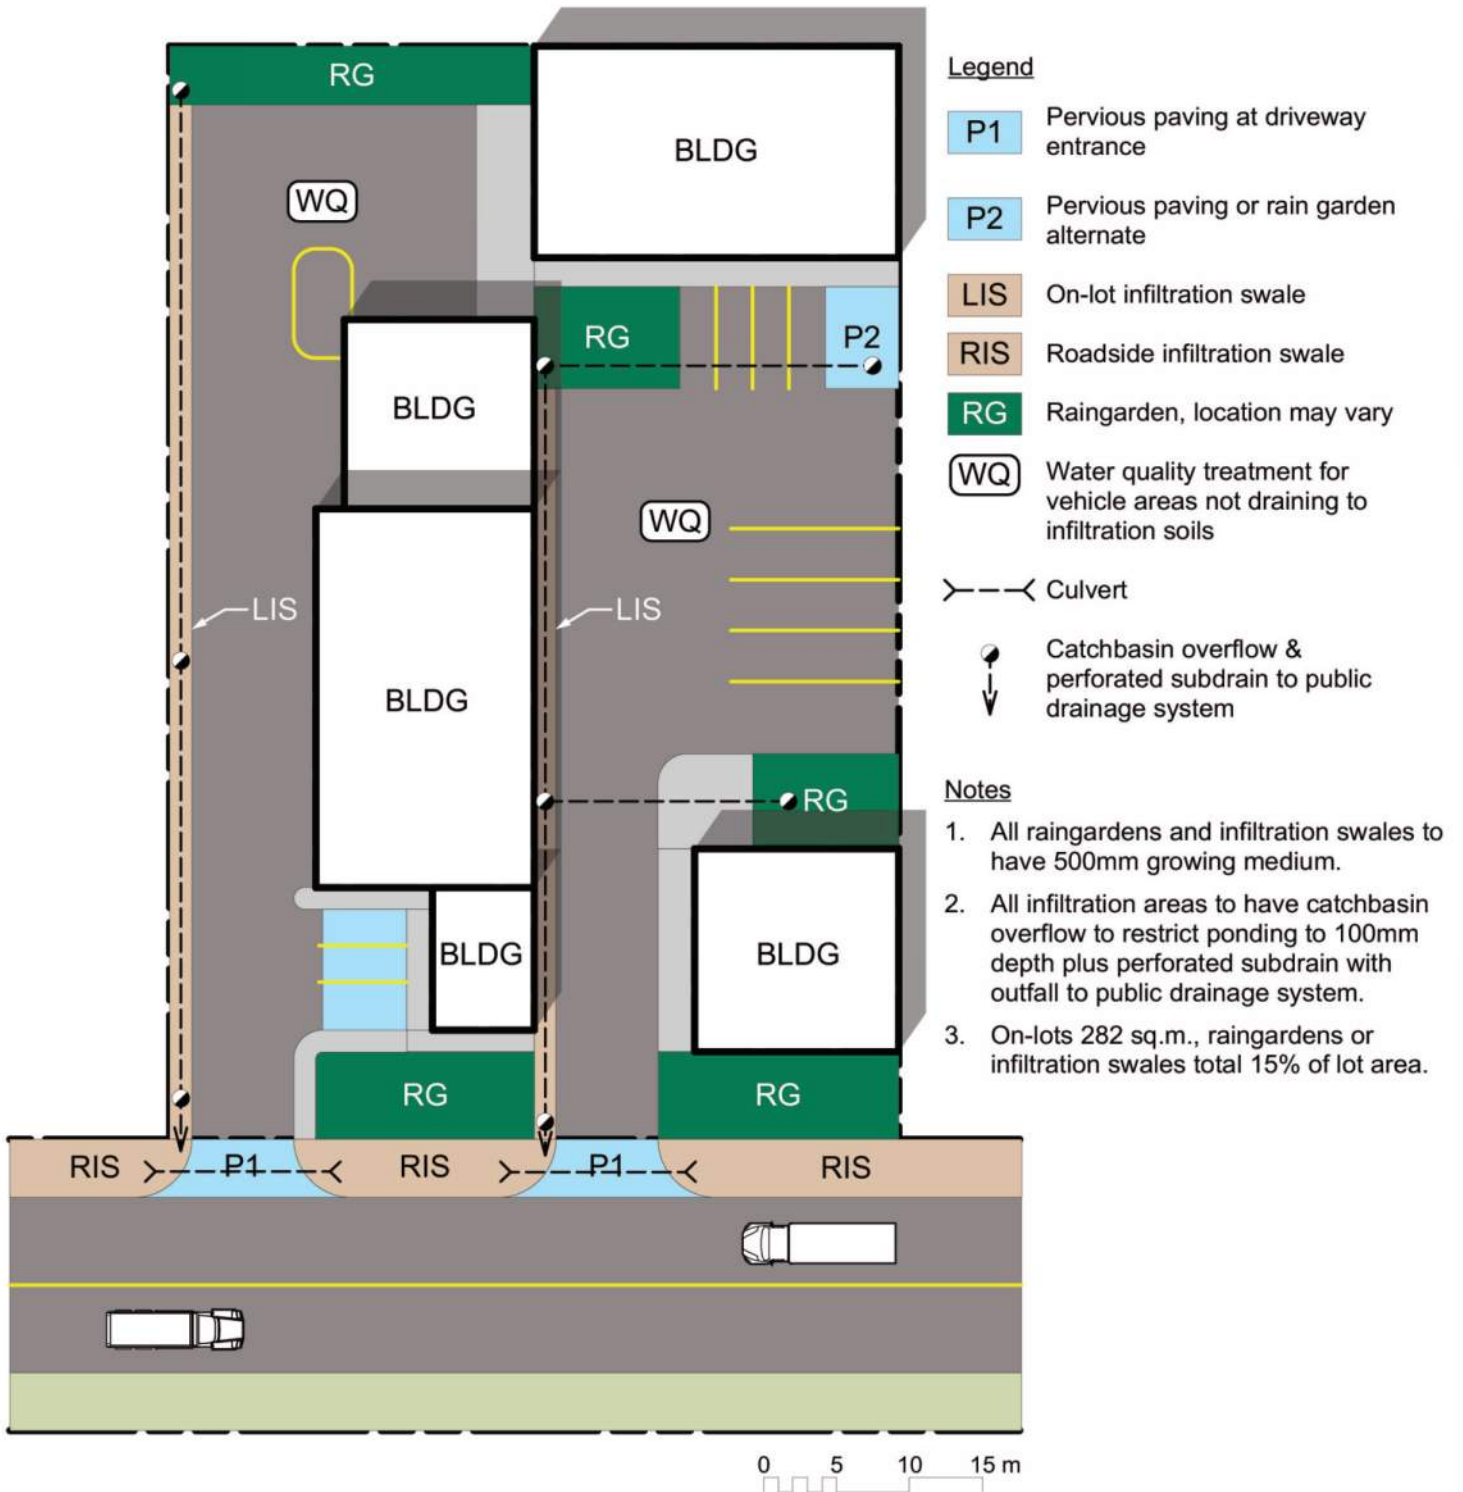 RG
BLDG
WQ
RG
P2
BLDG
WQ
LIS
LIS
BLDG
RG
BLDG
BLDG
RG
RG
RIS
P1
RIS
P1
RIS
Legend
P1 Pervious paving at driveway
entrance
P2 Pervious paving or rain garden
alternate
LIS On-lot infiltration swale
RIS Roadside infiltration swale
RG Raingarden, location may vary
WQ Water quality treatment for
vehicle areas not draining to
infiltration soils
Culvert
Catchbasin overflow &
perforated subdrain to public
drainage system
Notes
1. All raingardens and infiltration swales to
have 500mm growing medium.
2. All infiltration areas to have catchbasin
overflow to restrict ponding to 100mm
depth plus perforated subdrain with
outfall to public drainage system.
3. On-lots 282 sq.m., raingardens or
infiltration swales total 15% of lot area.
0 5 10 15 m